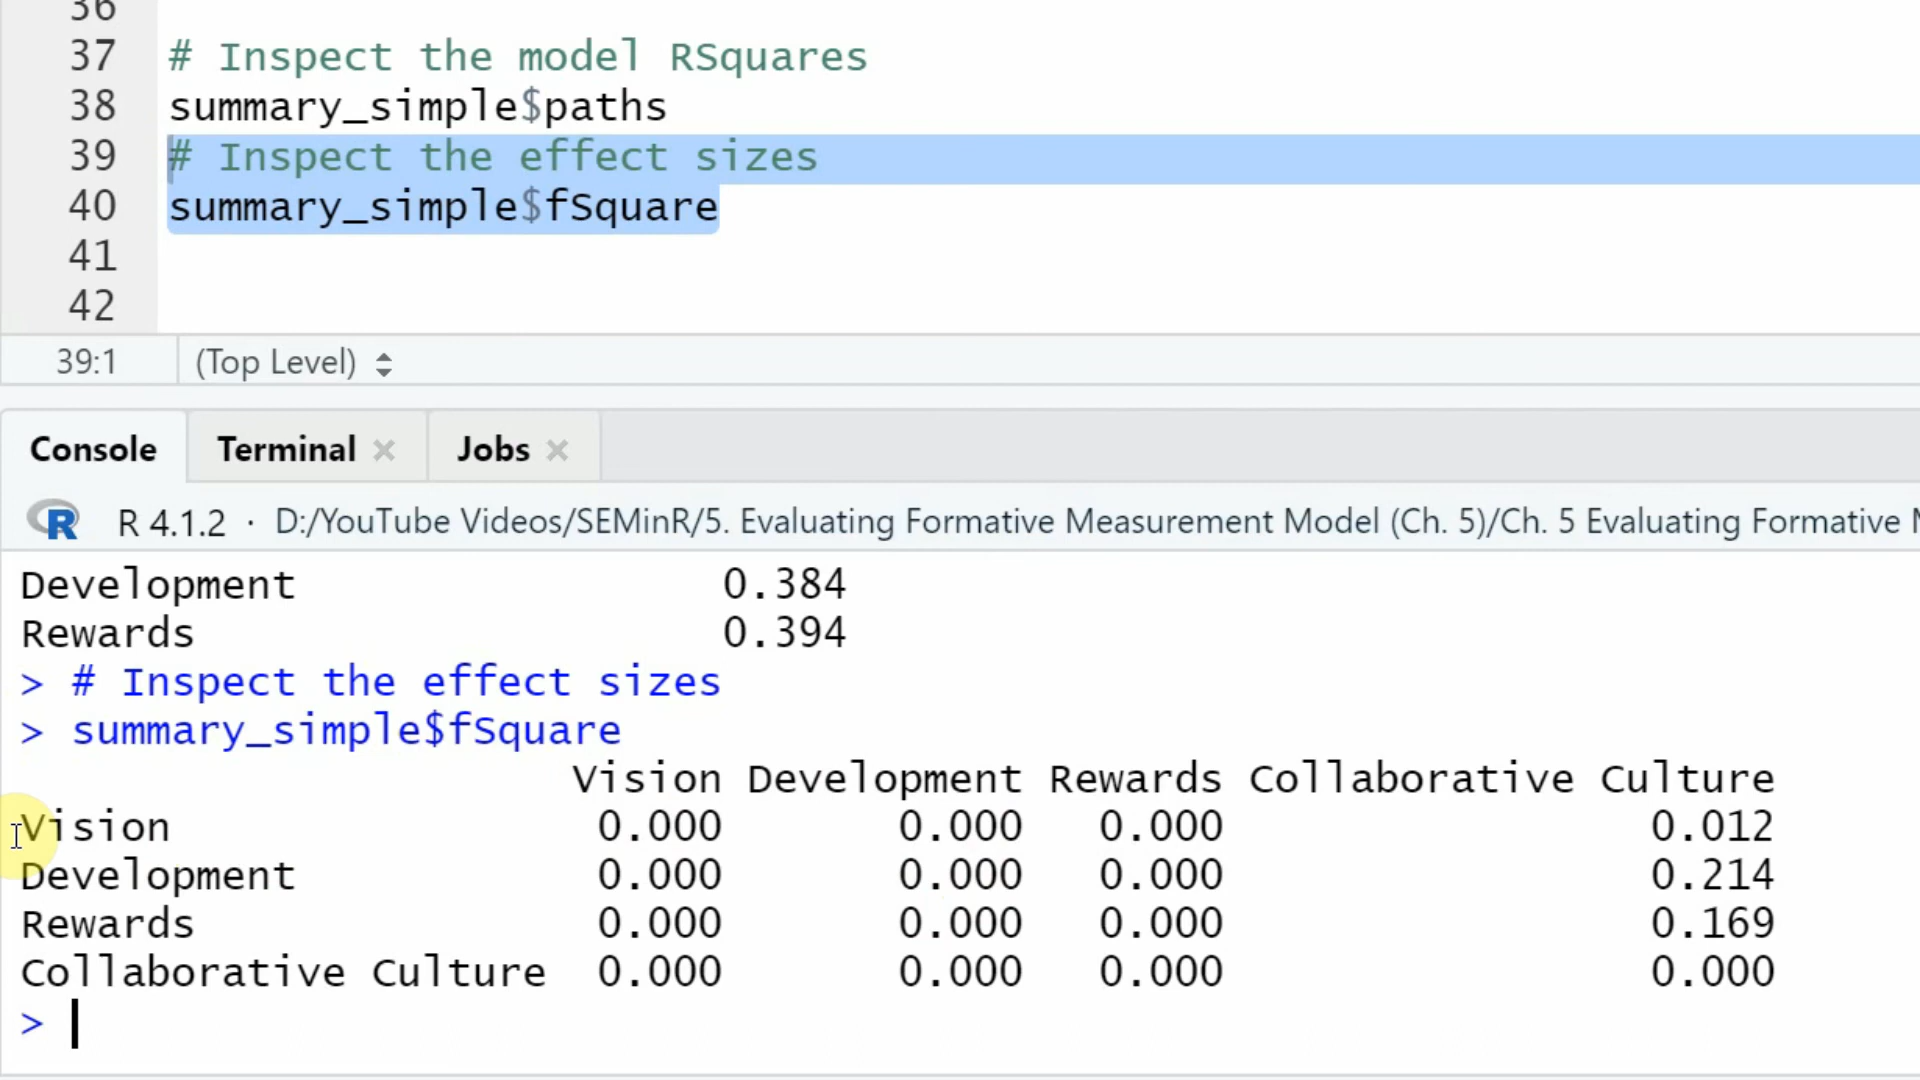 36
37 # Inspect the model RSquares
38 summary_simple$paths
39 # Inspect the effect sizes
40 summary_simple$fSquare
41
42
39:1 (Top Level)
Console Terminal Jobs
R R 4.1.2 · D:/YouTube Videos/SEMinR/5. Evaluating Formative Measurement Model (Ch. 5)/Ch. 5 Evaluating Formative
Development 0.384
Rewards 0.394
> # Inspect the effect sizes
> summary_simple$fSquare
Vision Development Rewards Collaborative Culture
Vision 0.000 0.000 0.000 0.012
Development 0.000 0.000 0.000 0.214
Rewards 0.000 0.000 0.000 0.169
Collaborative Culture 0.000 0.000 0.000 0.000
>